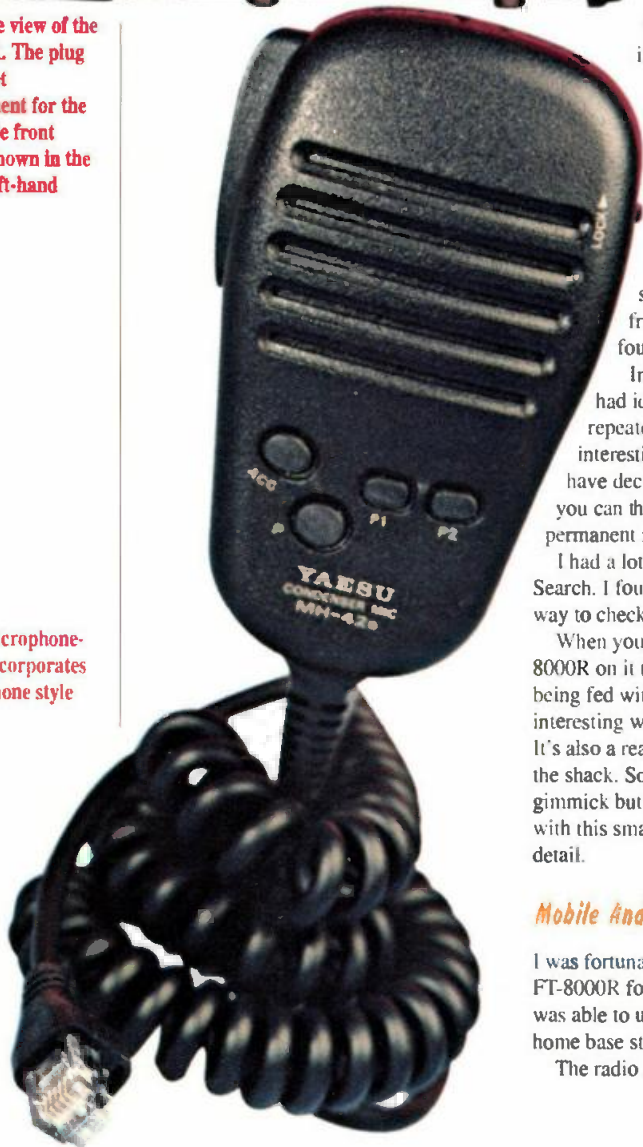 e view of the
. The plug
t
ent for the
e front
hown in the
ft-hand
crophone-
corporates
one style
LOCK
ACC
P
P1
P2
YAESU
CONDENSER MIC
MH-42
i
s
fr
fou
In
had id
repeate
interesti
have dec
you can th
permanent
I had a lot
Search. I fou
way to check
When you
8000R on it
being fed wi
interesting w
It's also a rea
the shack. So
gimmick but
with this sma
detail.
Mobile And
I was fortuna
FT-8000R fo
was able to u
home base st
The radio